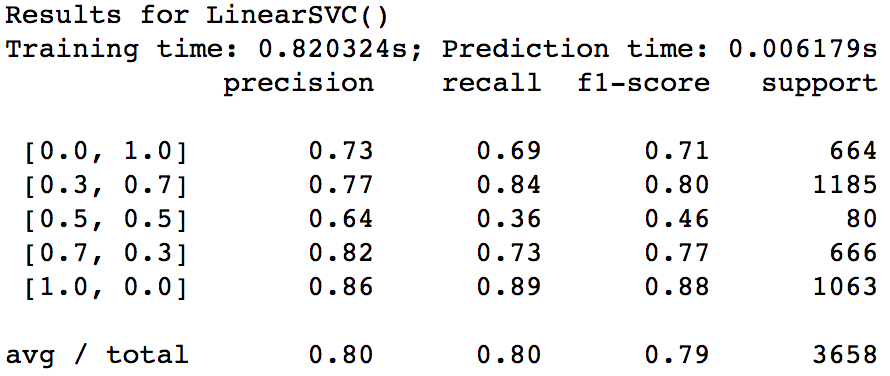 Results for LinearSVC()
Training time: 0.820324s; Prediction time: 0.006179s
precision recall f1-score support
[0.0, 1.0] 0.73 0.69 0.71 664
[0.3, 0.7] 0.77 0.84 0.80 1185
[0.5, 0.5] 0.64 0.36 0.46 80
[0.7, 0.3] 0.82 0.73 0.77 666
[1.0, 0.0] 0.86 0.89 0.88 1063
avg / total 0.80 0.80 0.79 3658